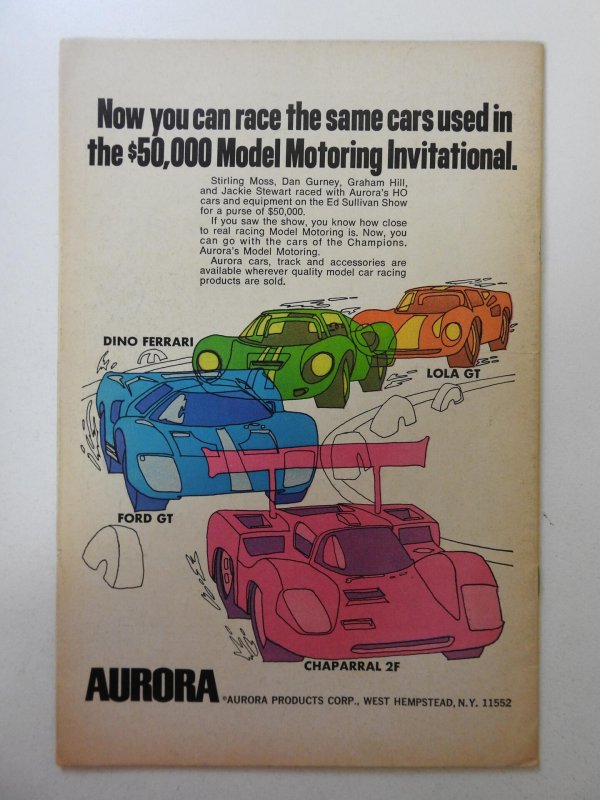 Now you can race the same cars used in
the $50,000 Model Motoring Invitational.
Stirling Moss, Dan Gurney, Graham Hill,
and Jackie Stewart raced with Aurora's HO
cars and equipment on the Ed Sullivan Show
for a purse of $50,000.
If you saw the show, you know how close
to real racing Model Motoring is. Now, you
can go with the cars of the Champions.
Aurora's Model Motoring.
Aurora cars, track and accessories are
available wherever quality model car racing
products are sold.
DINO FERRARI
LOLA GT
FORD GT
CHAPARRAL 2F
AURORA ©AURORA PRODUCTS CORP., WEST HEMPSTEAD, N.Y. 11552